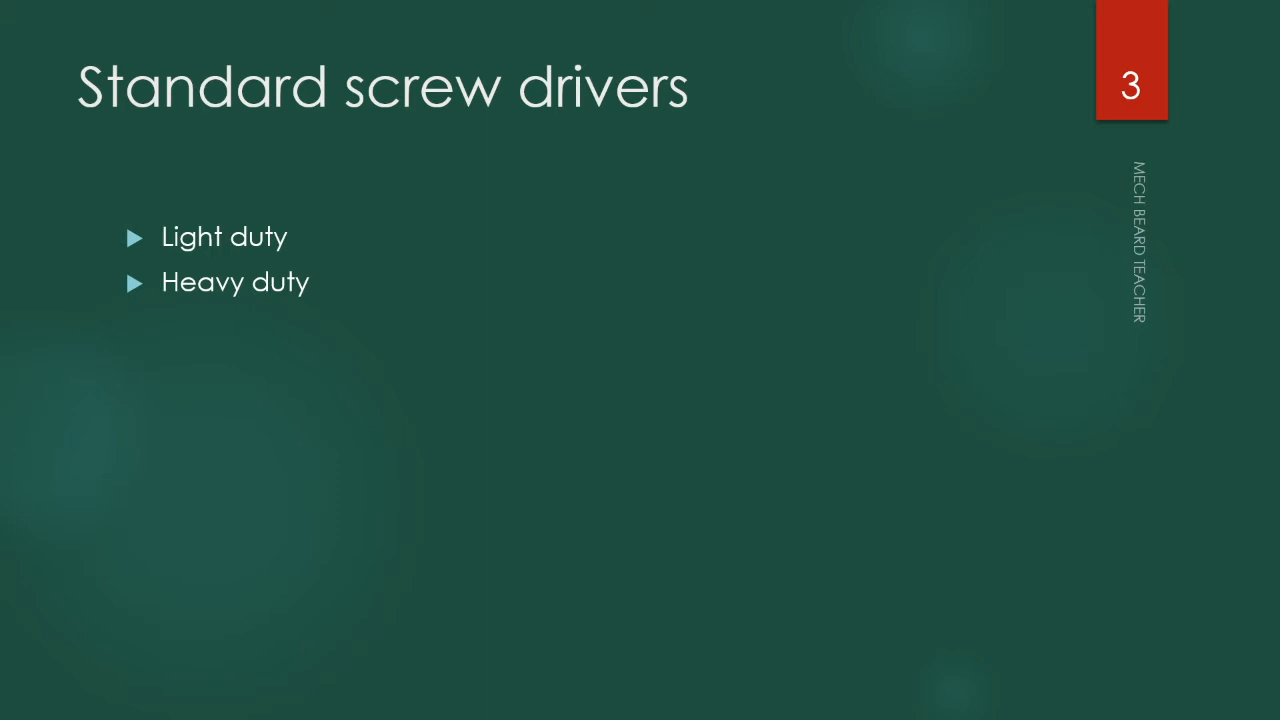 Standard screw drivers
3
MECH BEARD TEACHER
Light duty
Heavy duty